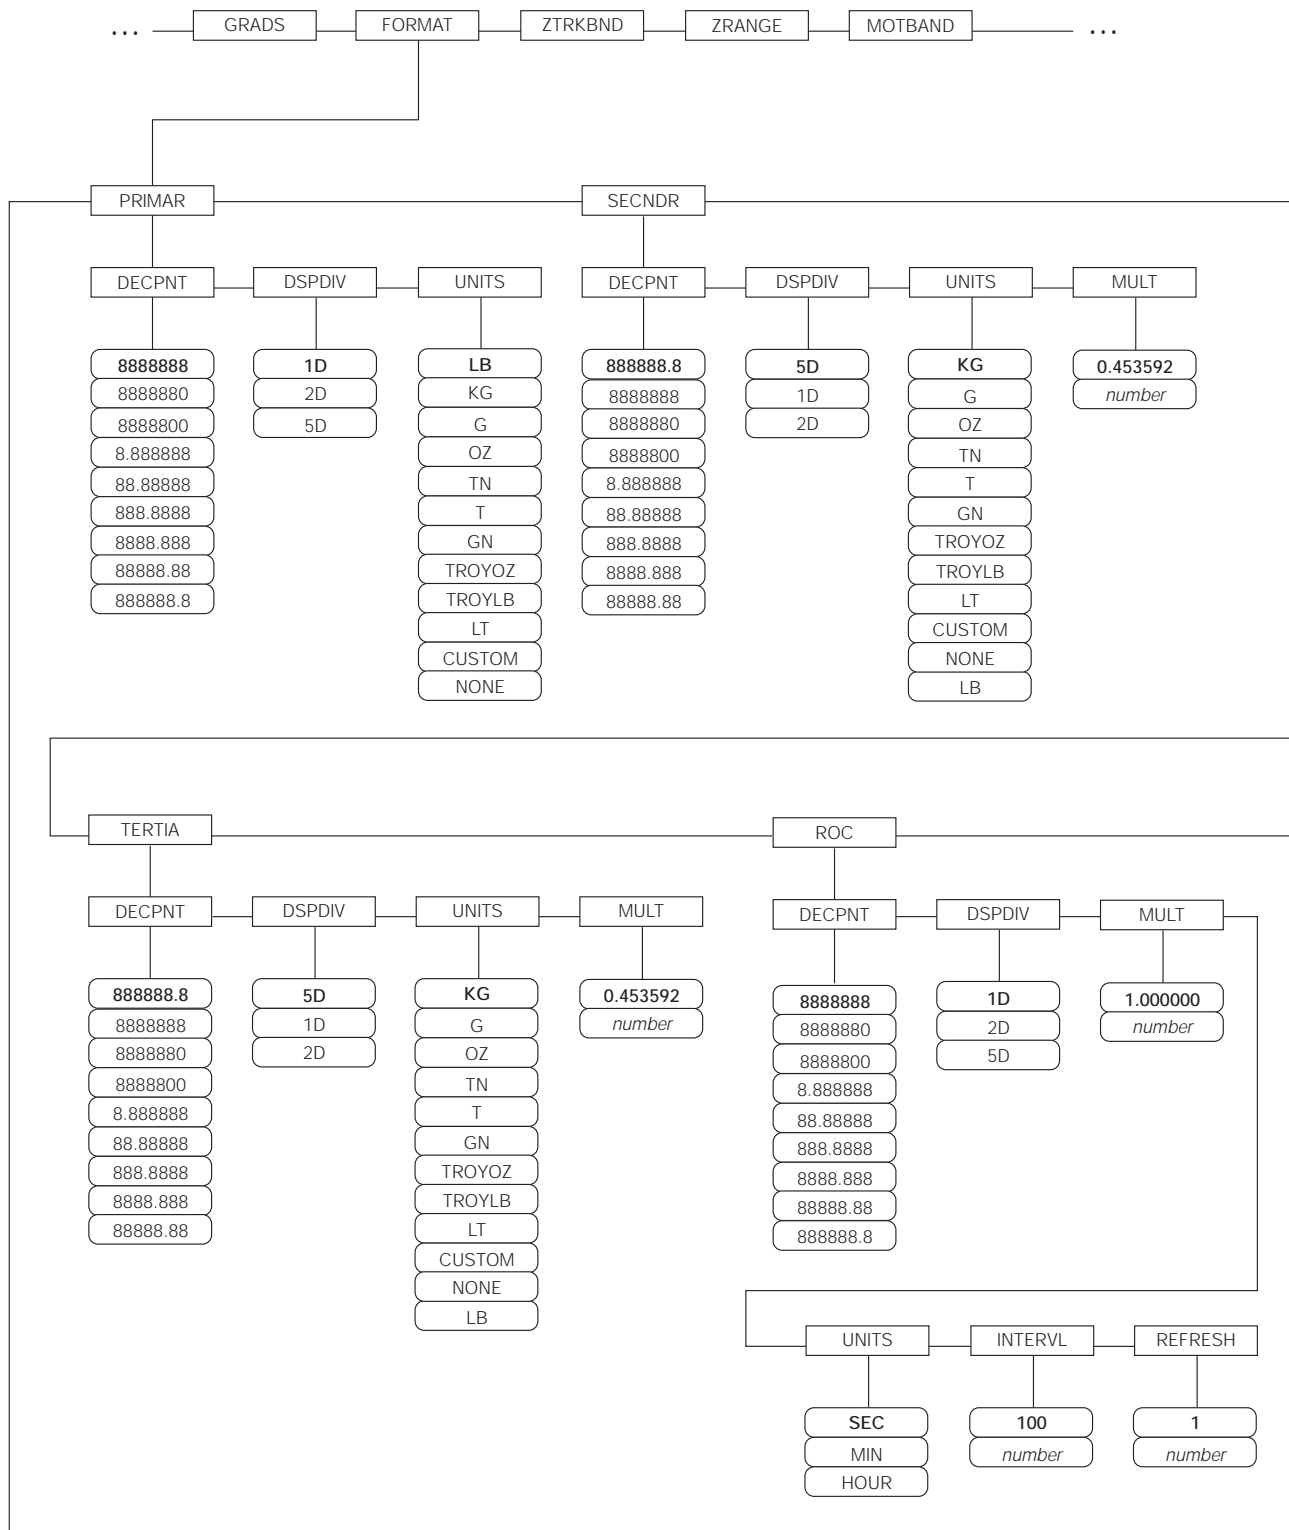 ... GRADS FORMAT ZTRKBND ZRANGE MOTBAND ...
PRIMAR SECNDR
DECPNT DSPDIV UNITS DECPNT DSPDIV UNITS MULT
8888888
8888880
8888800
8.888888
88.88888
888.8888
8888.888
88888.88
888888.8
1D
2D
5D
LB
KG
G
OZ
TN
T
GN
TROYOZ
TROYLB
LT
CUSTOM
NONE
888888.8
8888888
8888880
8888800
8.888888
88.88888
888.8888
8888.888
88888.88
5D
1D
2D
KG
G
OZ
TN
T
GN
TROYOZ
TROYLB
LT
CUSTOM
NONE
LB
0.453592
number
TERTIA ROC
DECPNT DSPDIV UNITS MULT DECPNT DSPDIV MULT
888888.8
8888888
8888880
8888800
8.888888
88.88888
888.8888
8888.888
88888.88
5D
1D
2D
KG
G
OZ
TN
T
GN
TROYOZ
TROYLB
LT
CUSTOM
NONE
LB
0.453592
number
8888888
8888880
8888800
8.888888
88.88888
888.8888
8888.888
88888.88
888888.8
1D
2D
5D
1.000000
number
UNITS INTERVL REFRESH
SEC
MIN
HOUR
100
number
1
number